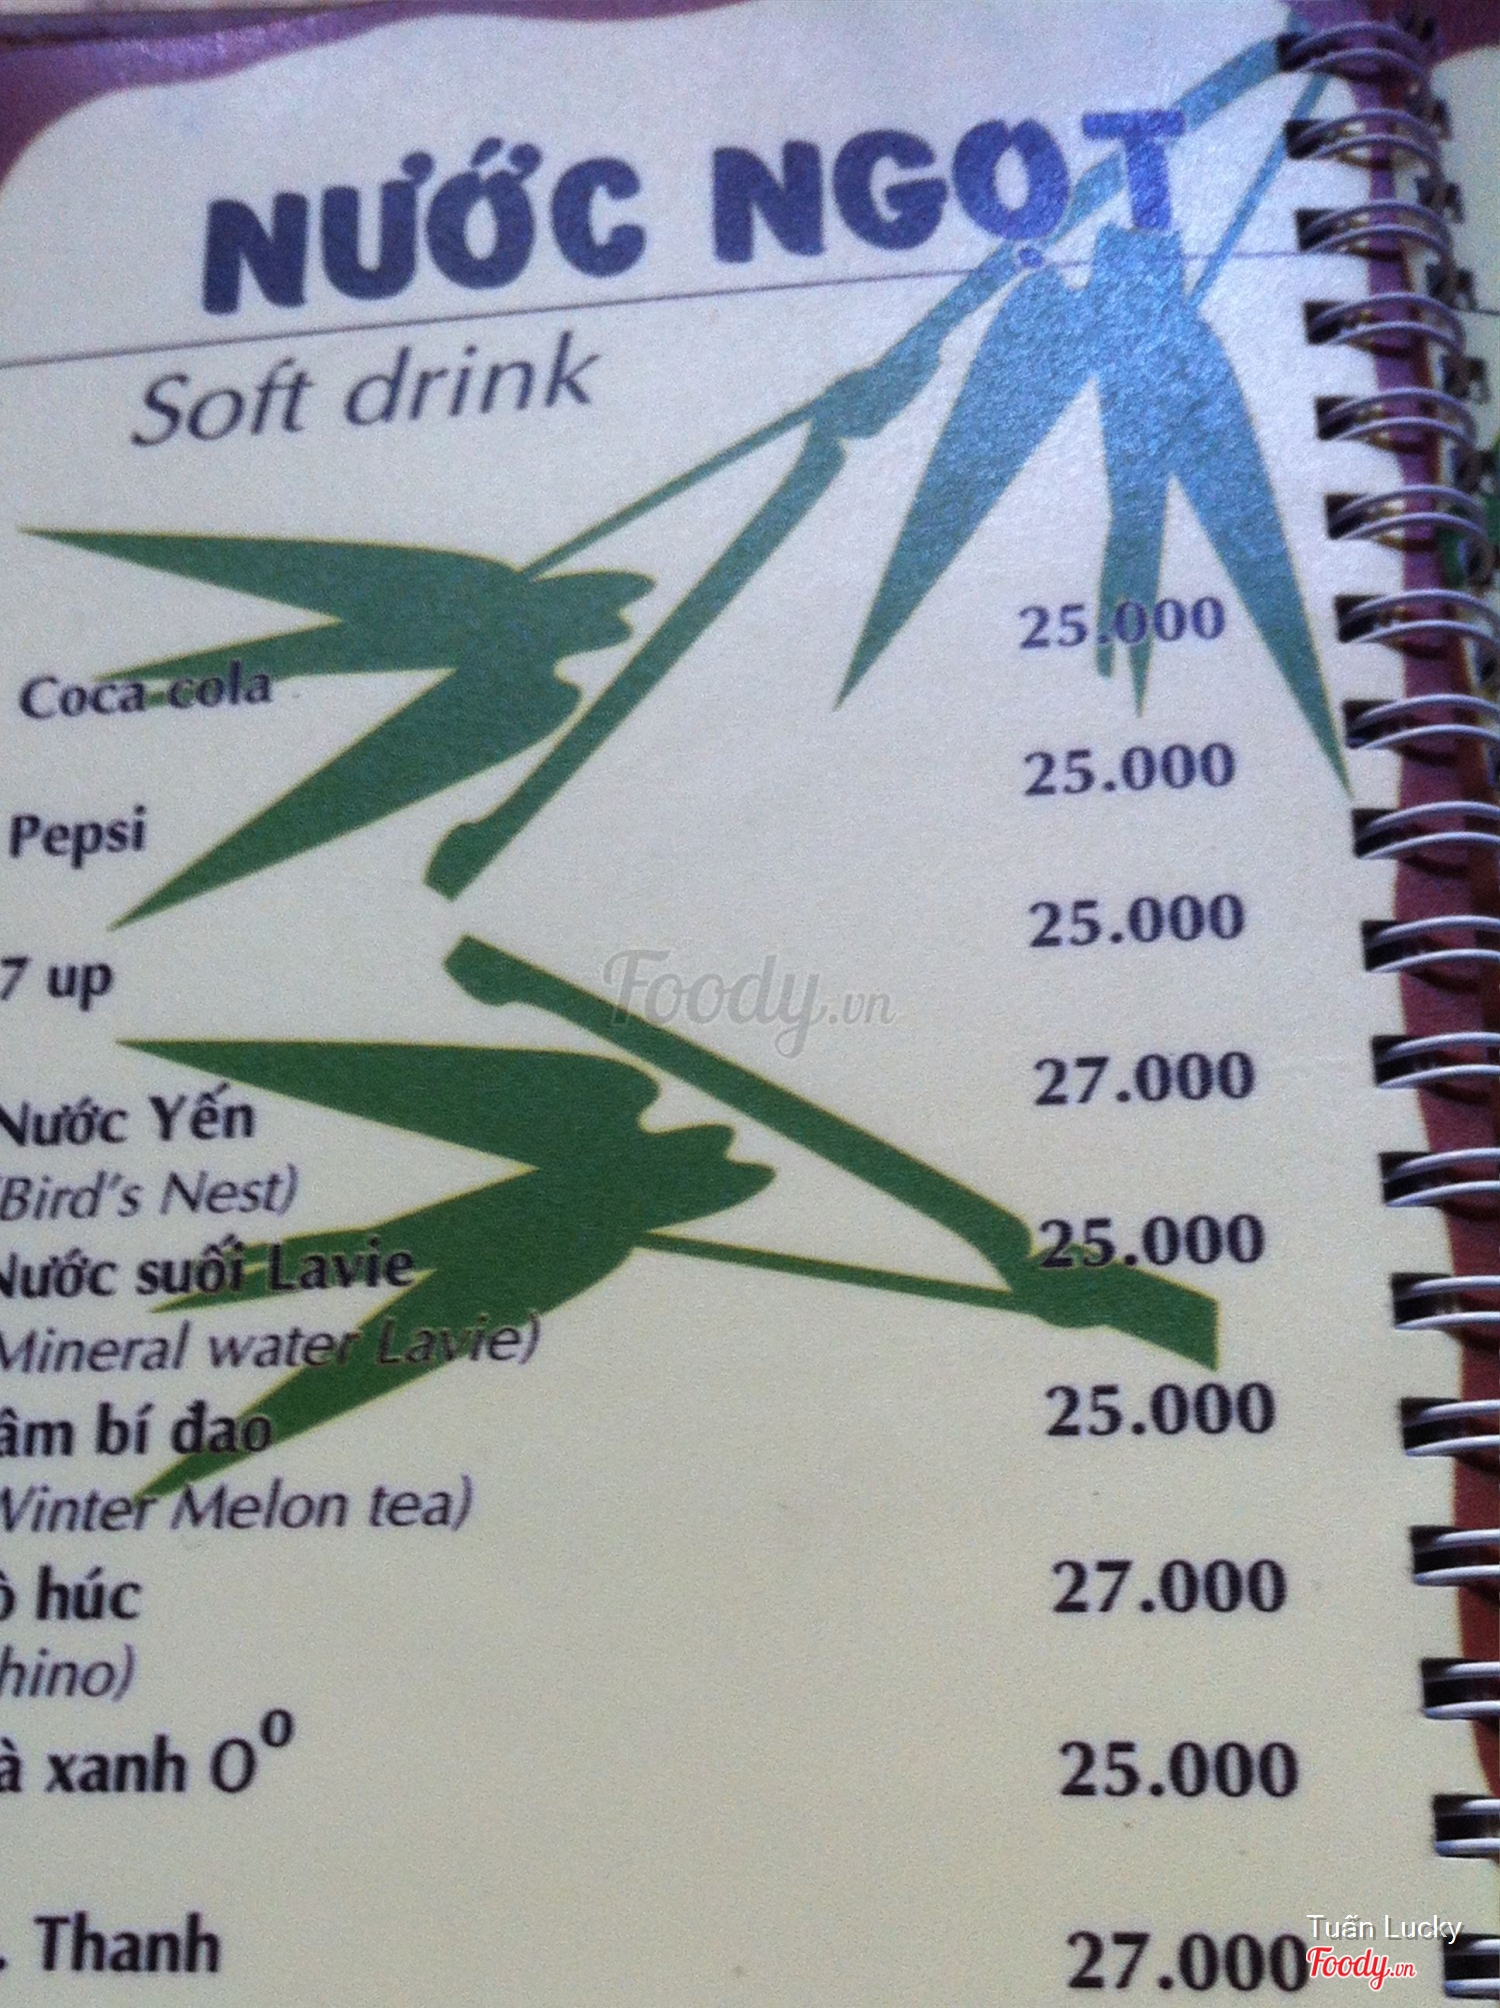 NƯỚC NGỌT
Soft drink
Coca cola 25.000
Pepsi 25.000
7 up 25.000
Nước Yến 27.000
(Bird's Nest)
Nước suối Lavie 25.000
Mineral water Lavie)
âm bí đao 25.000
Winter Melon tea)
ò húc 27.000
hino)
à xanh 0⁰ 25.000
. Thanh 27.000
Foody.vn
Tuấn Lucky
Foody.vn